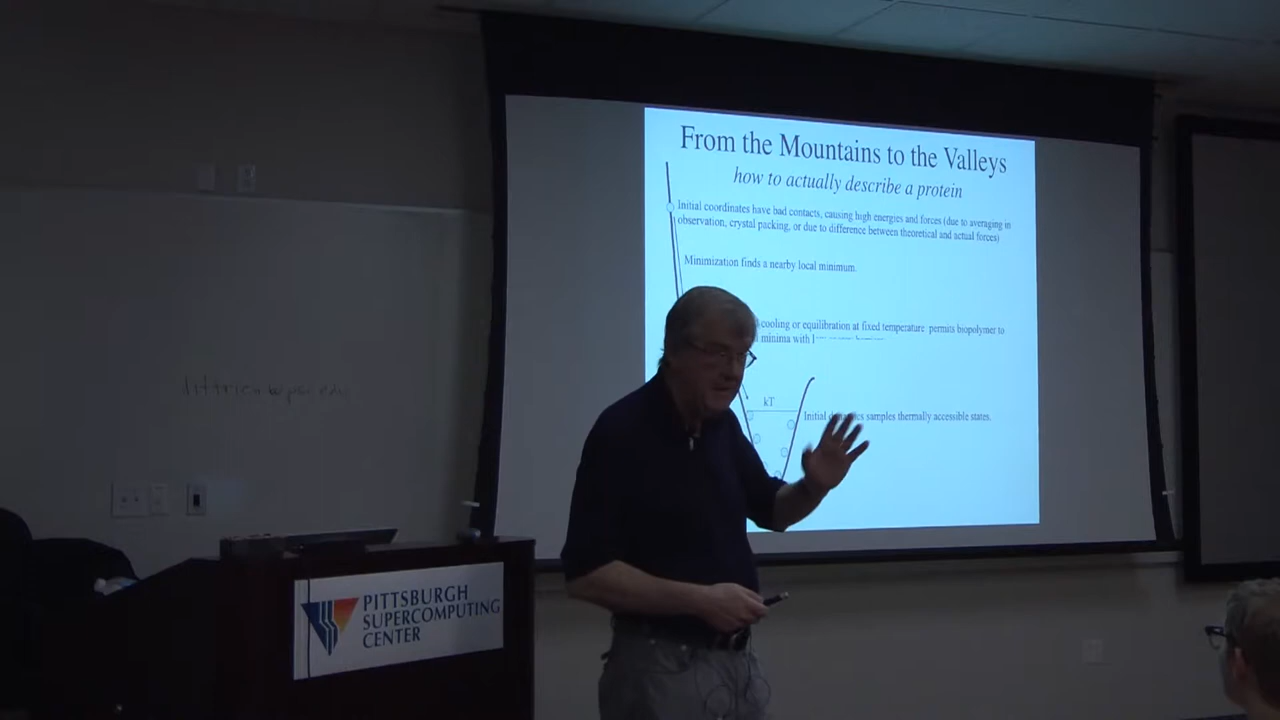 From the Mountains to the Valleys
how to actually describe a protein
Initial coordinates have bad contacts, causing high energies and forces (due to averaging in
observation, crystal packing, or due to difference between theoretical and actual forces)
Minimization finds a nearby local minimum.
cooling or equilibration at fixed temperature permits biopolymer to
minima with
kT
Initial samples thermally accessible states.
PITTSBURGH
SUPERCOMPUTING
CENTER